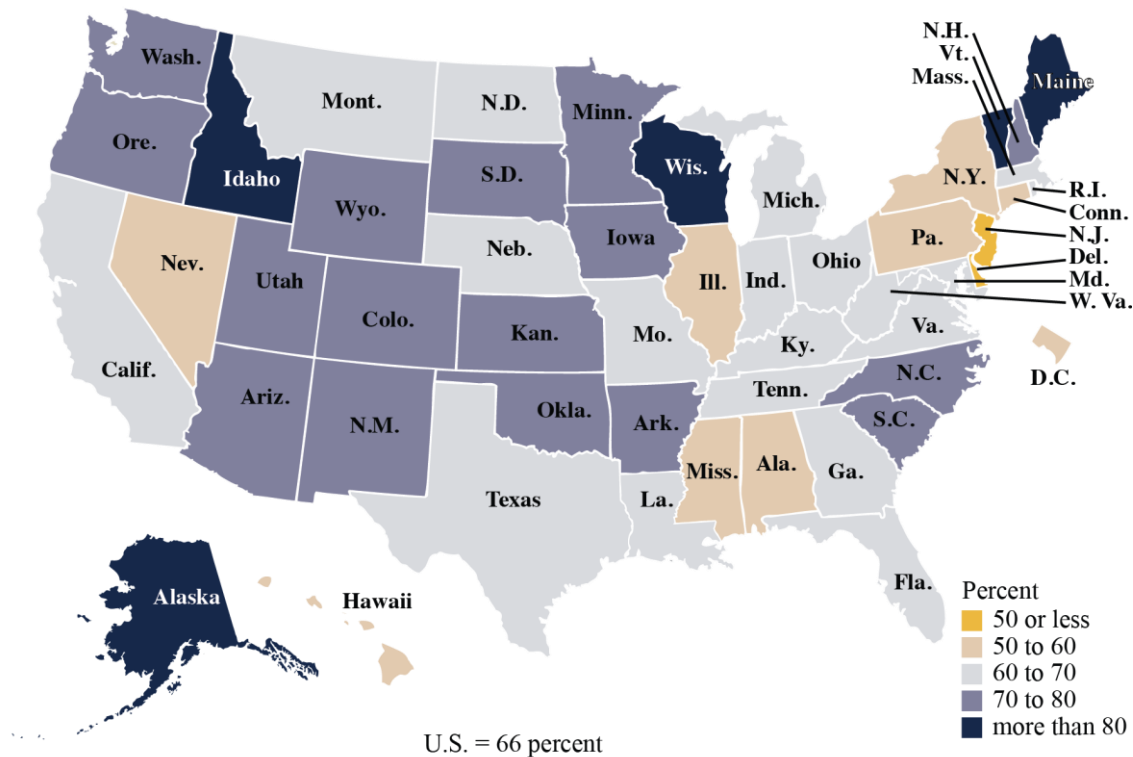 N.H.
Vt.
Mass.
Maine
Wash.
Mont.
N.D.
Minn.
Ore.
Idaho
S.D.
Wis.
N.Y.
R.I.
Wyo.
Mich.
Conn.
N.J.
Neb.
Iowa
Pa.
Del.
Nev.
Ohio
Md.
Utah
Ill.
Ind.
W. Va.
Colo.
Kan.
Mo.
Ky.
Va.
Calif.
D.C.
Ariz.
N.M.
Okla.
Tenn.
N.C.
Ark.
S.C.
Miss.
Ala.
Ga.
Texas
La.
Fla.
Alaska
Hawaii
Percent
50 or less
50 to 60
60 to 70
70 to 80
more than 80
U.S. = 66 percent